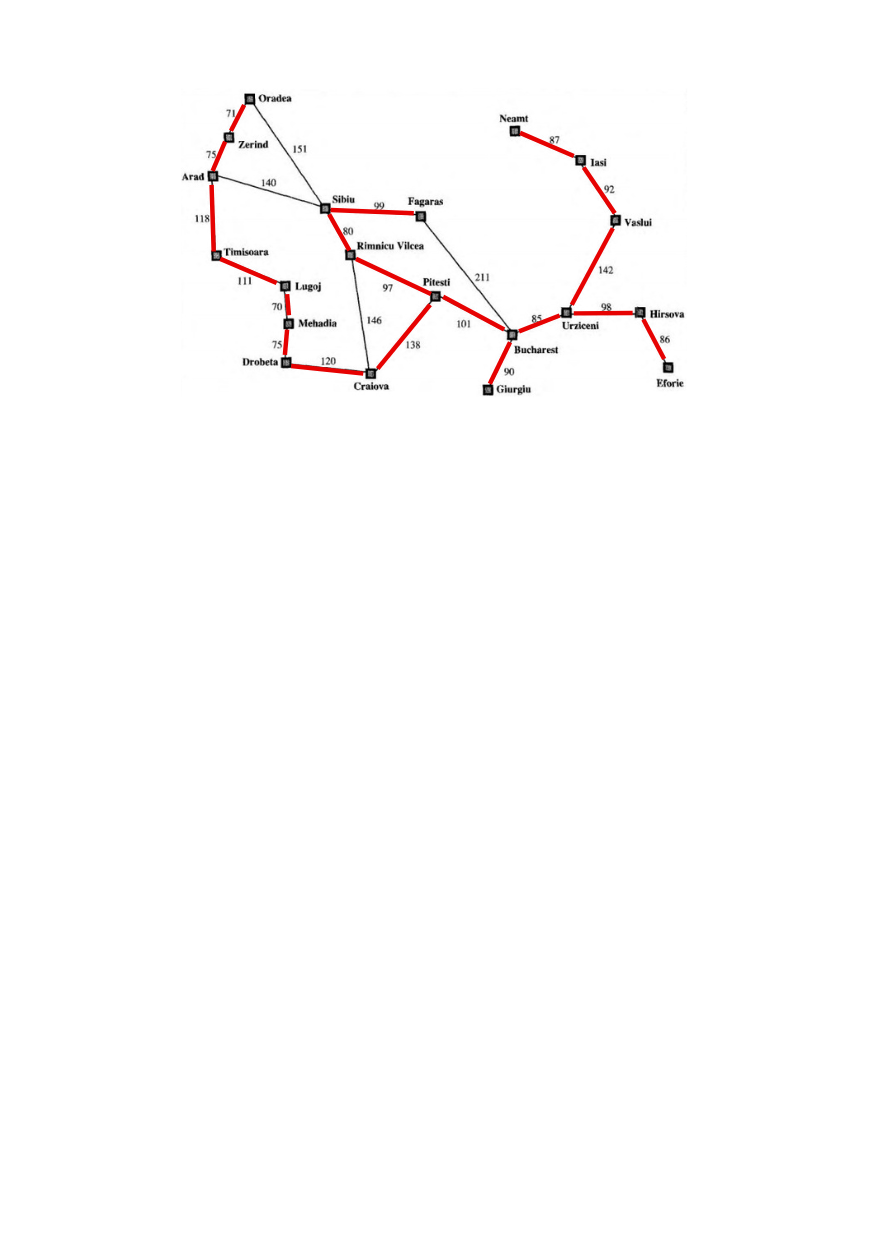 Oradea
71
Neamt
87
Zerind
151
Iasi
75
Arad
140
92
Sibiu
99
Fagaras
118
80
Vaslui
Rimnicu Vilcea
Timisoara
142
111
Lugoj
97
Pitesti
211
70
98
Hirsova
Mehadia
146
101
85
Urziceni
75
138
86
Bucharest
Drobeta
120
90
Craiova
Giurgiu
Eforie